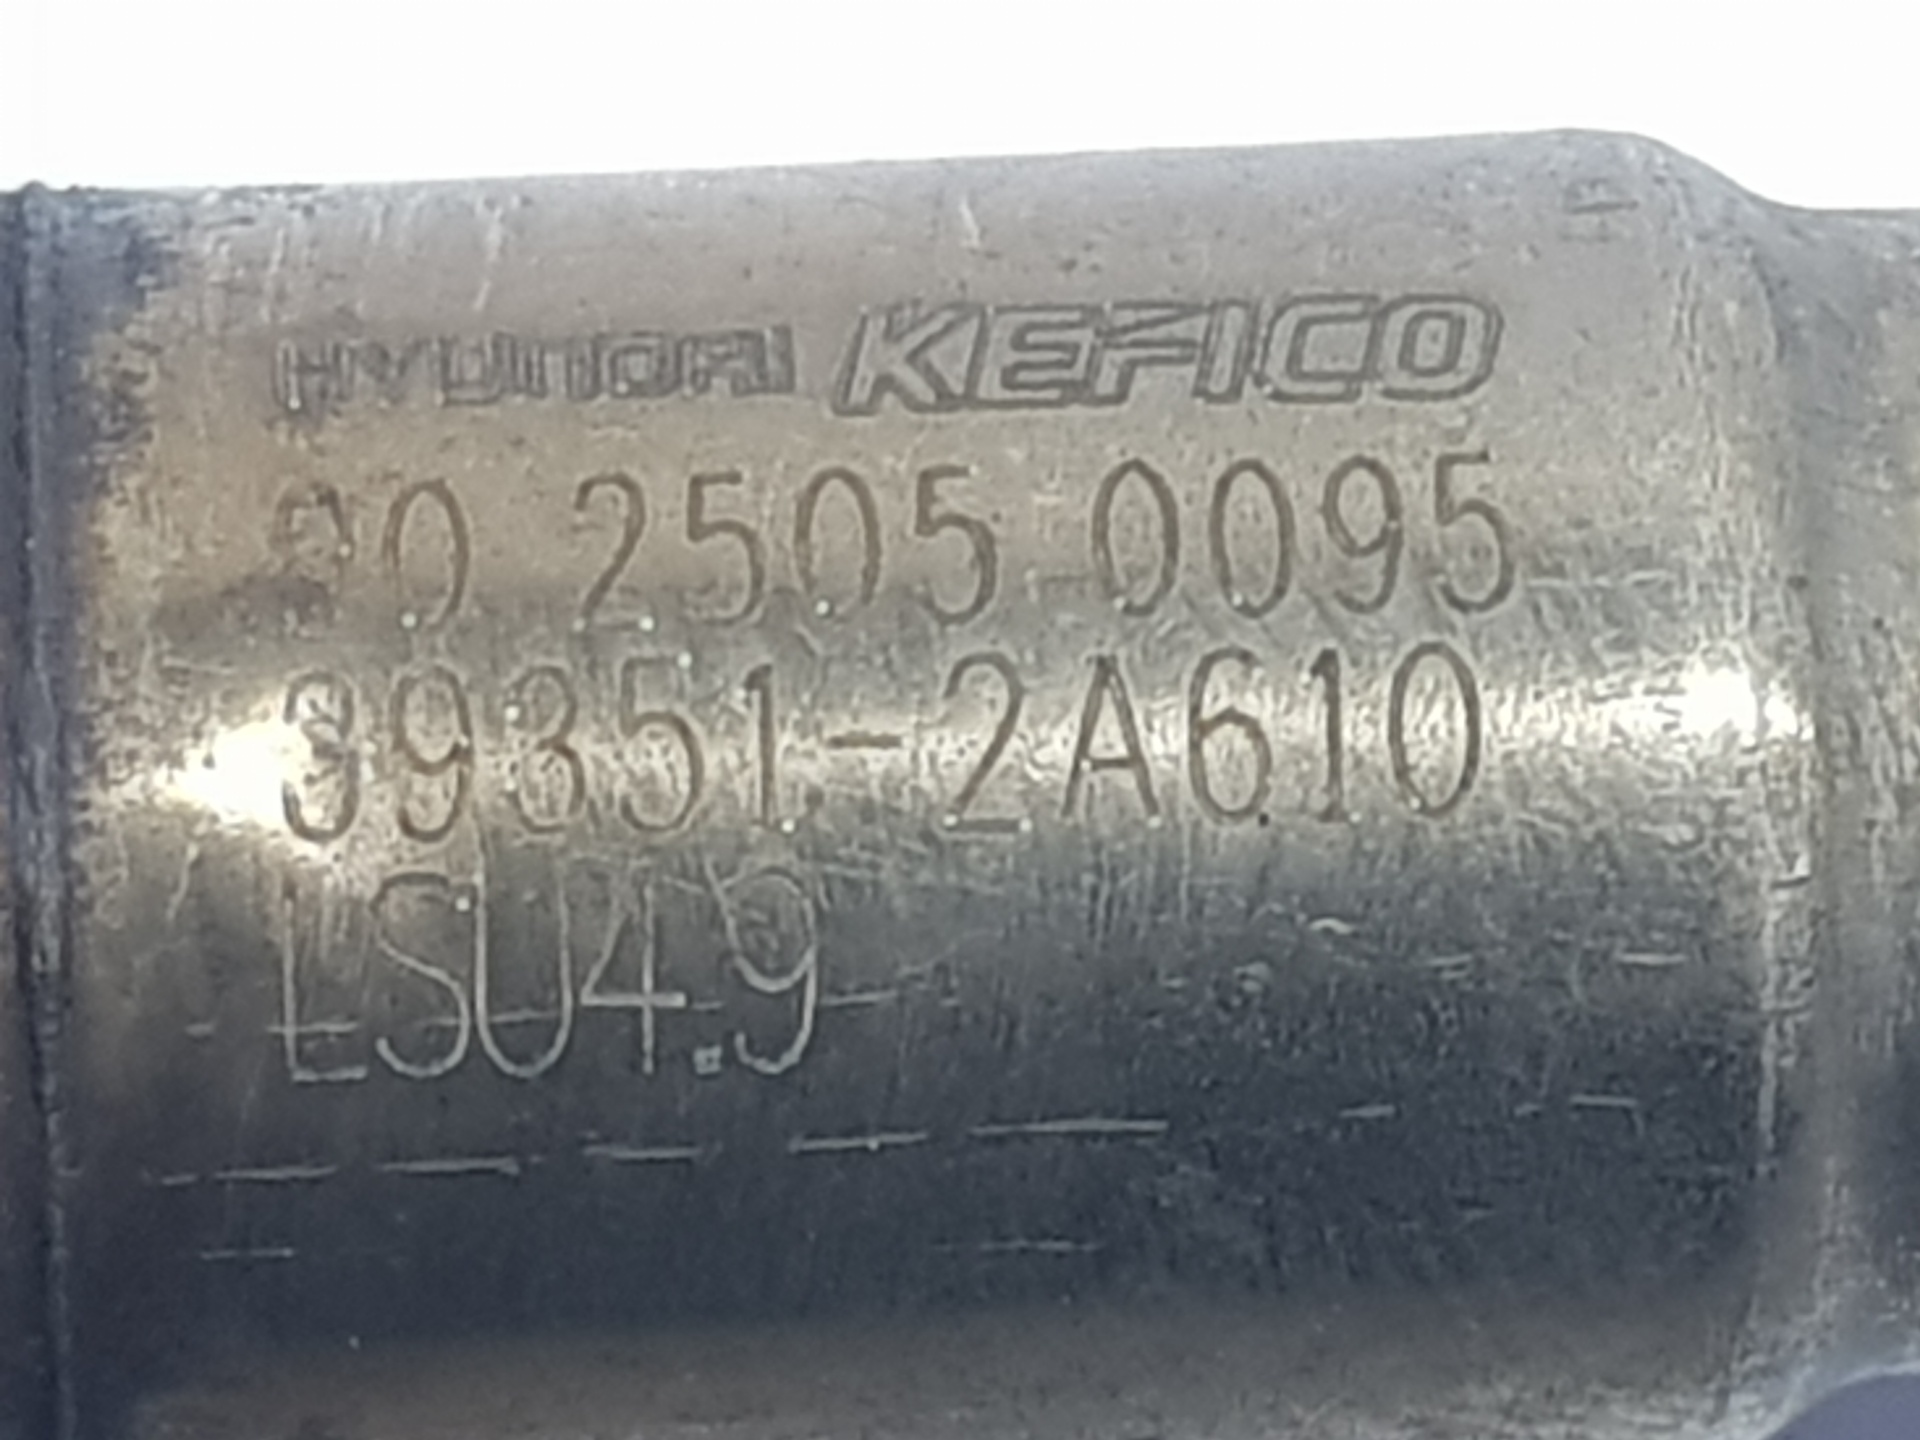 HYUNDAI KEFICO
90 2505 0095
39351-2A610
LSU4.9